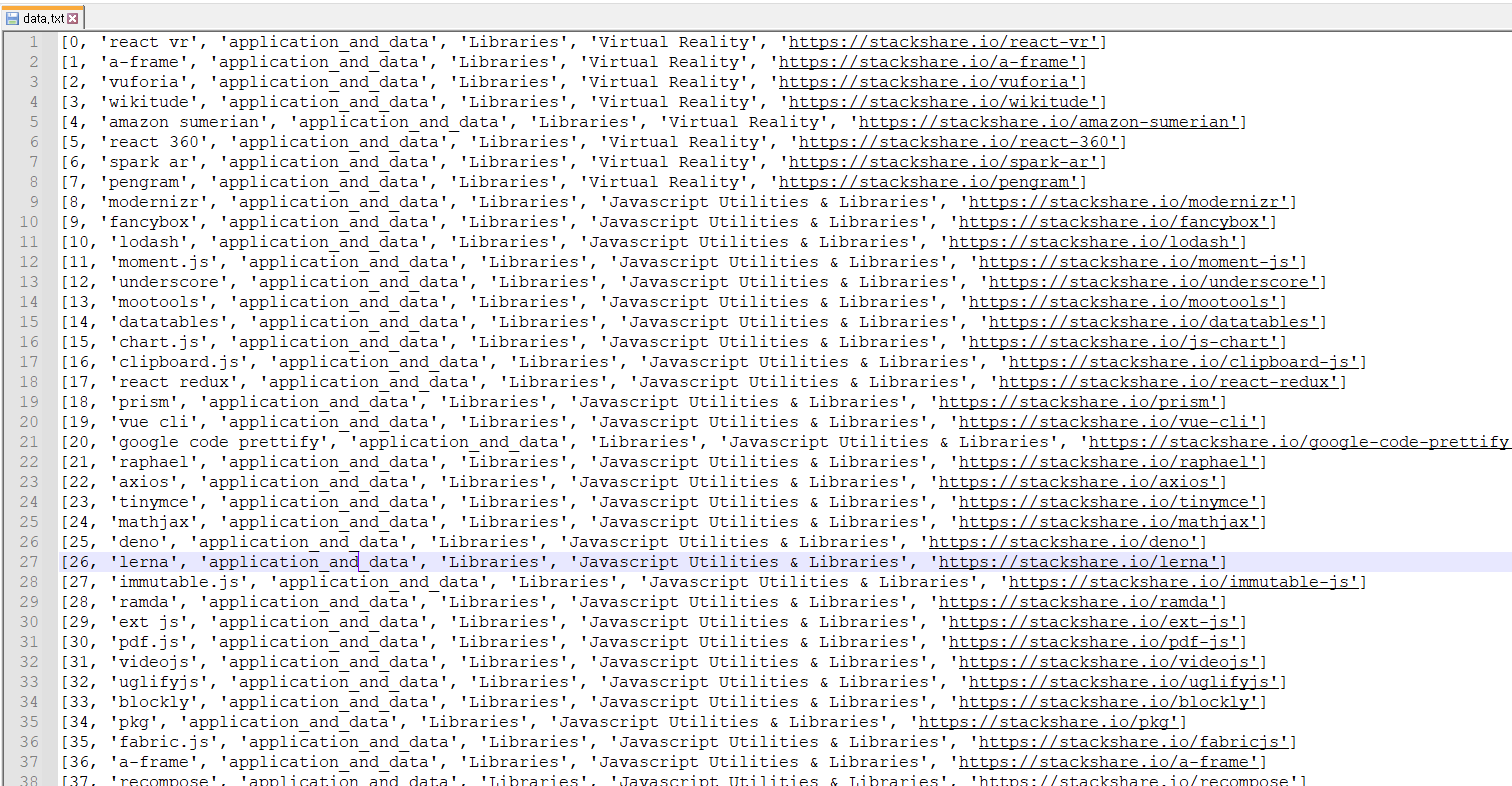 data.txt
1 [0, 'react vr', 'application_and_data', 'Libraries', 'Virtual Reality', 'https://stackshare.io/react-vr']
2 [1, 'a-frame', 'application_and_data', 'Libraries', 'Virtual Reality', 'https://stackshare.io/a-frame']
3 [2, 'vuforia', 'application_and_data', 'Libraries', 'Virtual Reality', 'https://stackshare.io/vuforia']
4 [3, 'wikitude', 'application_and_data', 'Libraries', 'Virtual Reality', 'https://stackshare.io/wikitude']
5 [4, 'amazon sumerian', 'application_and_data', 'Libraries', 'Virtual Reality', 'https://stackshare.io/amazon-sumerian']
6 [5, 'react 360', 'application_and_data', 'Libraries', 'Virtual Reality', 'https://stackshare.io/react-360']
7 [6, 'spark ar', 'application_and_data', 'Libraries', 'Virtual Reality', 'https://stackshare.io/spark-ar']
8 [7, 'pengram', 'application_and_data', 'Libraries', 'Virtual Reality', 'https://stackshare.io/pengram']
9 [8, 'modernizr', 'application_and_data', 'Libraries', 'Javascript Utilities & Libraries', 'https://stackshare.io/modernizr']
10 [9, 'fancybox', 'application_and_data', 'Libraries', 'Javascript Utilities & Libraries', 'https://stackshare.io/fancybox']
11 [10, 'lodash', 'application_and_data', 'Libraries', 'Javascript Utilities & Libraries', 'https://stackshare.io/lodash']
12 [11, 'moment.js', 'application_and_data', 'Libraries', 'Javascript Utilities & Libraries', 'https://stackshare.io/moment-js']
13 [12, 'underscore', 'application_and_data', 'Libraries', 'Javascript Utilities & Libraries', 'https://stackshare.io/underscore']
14 [13, 'mootools', 'application_and_data', 'Libraries', 'Javascript Utilities & Libraries', 'https://stackshare.io/mootools']
15 [14, 'datatables', 'application_and_data', 'Libraries', 'Javascript Utilities & Libraries', 'https://stackshare.io/datatables']
16 [15, 'chart.js', 'application_and_data', 'Libraries', 'Javascript Utilities & Libraries', 'https://stackshare.io/js-chart']
17 [16, 'clipboard.js', 'application_and_data', 'Libraries', 'Javascript Utilities & Libraries', 'https://stackshare.io/clipboard-js']
18 [17, 'react redux', 'application_and_data', 'Libraries', 'Javascript Utilities & Libraries', 'https://stackshare.io/react-redux']
19 [18, 'prism', 'application_and_data', 'Libraries', 'Javascript Utilities & Libraries', 'https://stackshare.io/prism']
20 [19, 'vue cli', 'application_and_data', 'Libraries', 'Javascript Utilities & Libraries', 'https://stackshare.io/vue-cli']
21 [20, 'google code prettify', 'application_and_data', 'Libraries', 'Javascript Utilities & Libraries', 'https://stackshare.io/google-code-prettify
22 [21, 'raphael', 'application_and_data', 'Libraries', 'Javascript Utilities & Libraries', 'https://stackshare.io/raphael']
23 [22, 'axios', 'application_and_data', 'Libraries', 'Javascript Utilities & Libraries', 'https://stackshare.io/axios']
24 [23, 'tinymce', 'application_and_data', 'Libraries', 'Javascript Utilities & Libraries', 'https://stackshare.io/tinymce']
25 [24, 'mathjax', 'application_and_data', 'Libraries', 'Javascript Utilities & Libraries', 'https://stackshare.io/mathjax']
26 [25, 'deno', 'application_and_data', 'Libraries', 'Javascript Utilities & Libraries', 'https://stackshare.io/deno']
27 [26, 'lerna', 'application_and_data', 'Libraries', 'Javascript Utilities & Libraries', 'https://stackshare.io/lerna']
28 [27, 'immutable.js', 'application_and_data', 'Libraries', 'Javascript Utilities & Libraries', 'https://stackshare.io/immutable-js']
29 [28, 'ramda', 'application_and_data', 'Libraries', 'Javascript Utilities & Libraries', 'https://stackshare.io/ramda']
30 [29, 'ext js', 'application_and_data', 'Libraries', 'Javascript Utilities & Libraries', 'https://stackshare.io/ext-js']
31 [30, 'pdf.js', 'application_and_data', 'Libraries', 'Javascript Utilities & Libraries', 'https://stackshare.io/pdf-js']
32 [31, 'videojs', 'application_and_data', 'Libraries', 'Javascript Utilities & Libraries', 'https://stackshare.io/videojs']
33 [32, 'uglifyjs', 'application_and_data', 'Libraries', 'Javascript Utilities & Libraries', 'https://stackshare.io/uglifyjs']
34 [33, 'blockly', 'application_and_data', 'Libraries', 'Javascript Utilities & Libraries', 'https://stackshare.io/blockly']
35 [34, 'pkg', 'application_and_data', 'Libraries', 'Javascript Utilities & Libraries', 'https://stackshare.io/pkg']
36 [35, 'fabric.js', 'application_and_data', 'Libraries', 'Javascript Utilities & Libraries', 'https://stackshare.io/fabricjs']
37 [36, 'a-frame', 'application_and_data', 'Libraries', 'Javascript Utilities & Libraries', 'https://stackshare.io/a-frame']
38 [37, 'recompose', 'application_and_data', 'Libraries', 'Javascript Utilities & Libraries', 'https://stackshare.io/recompose']